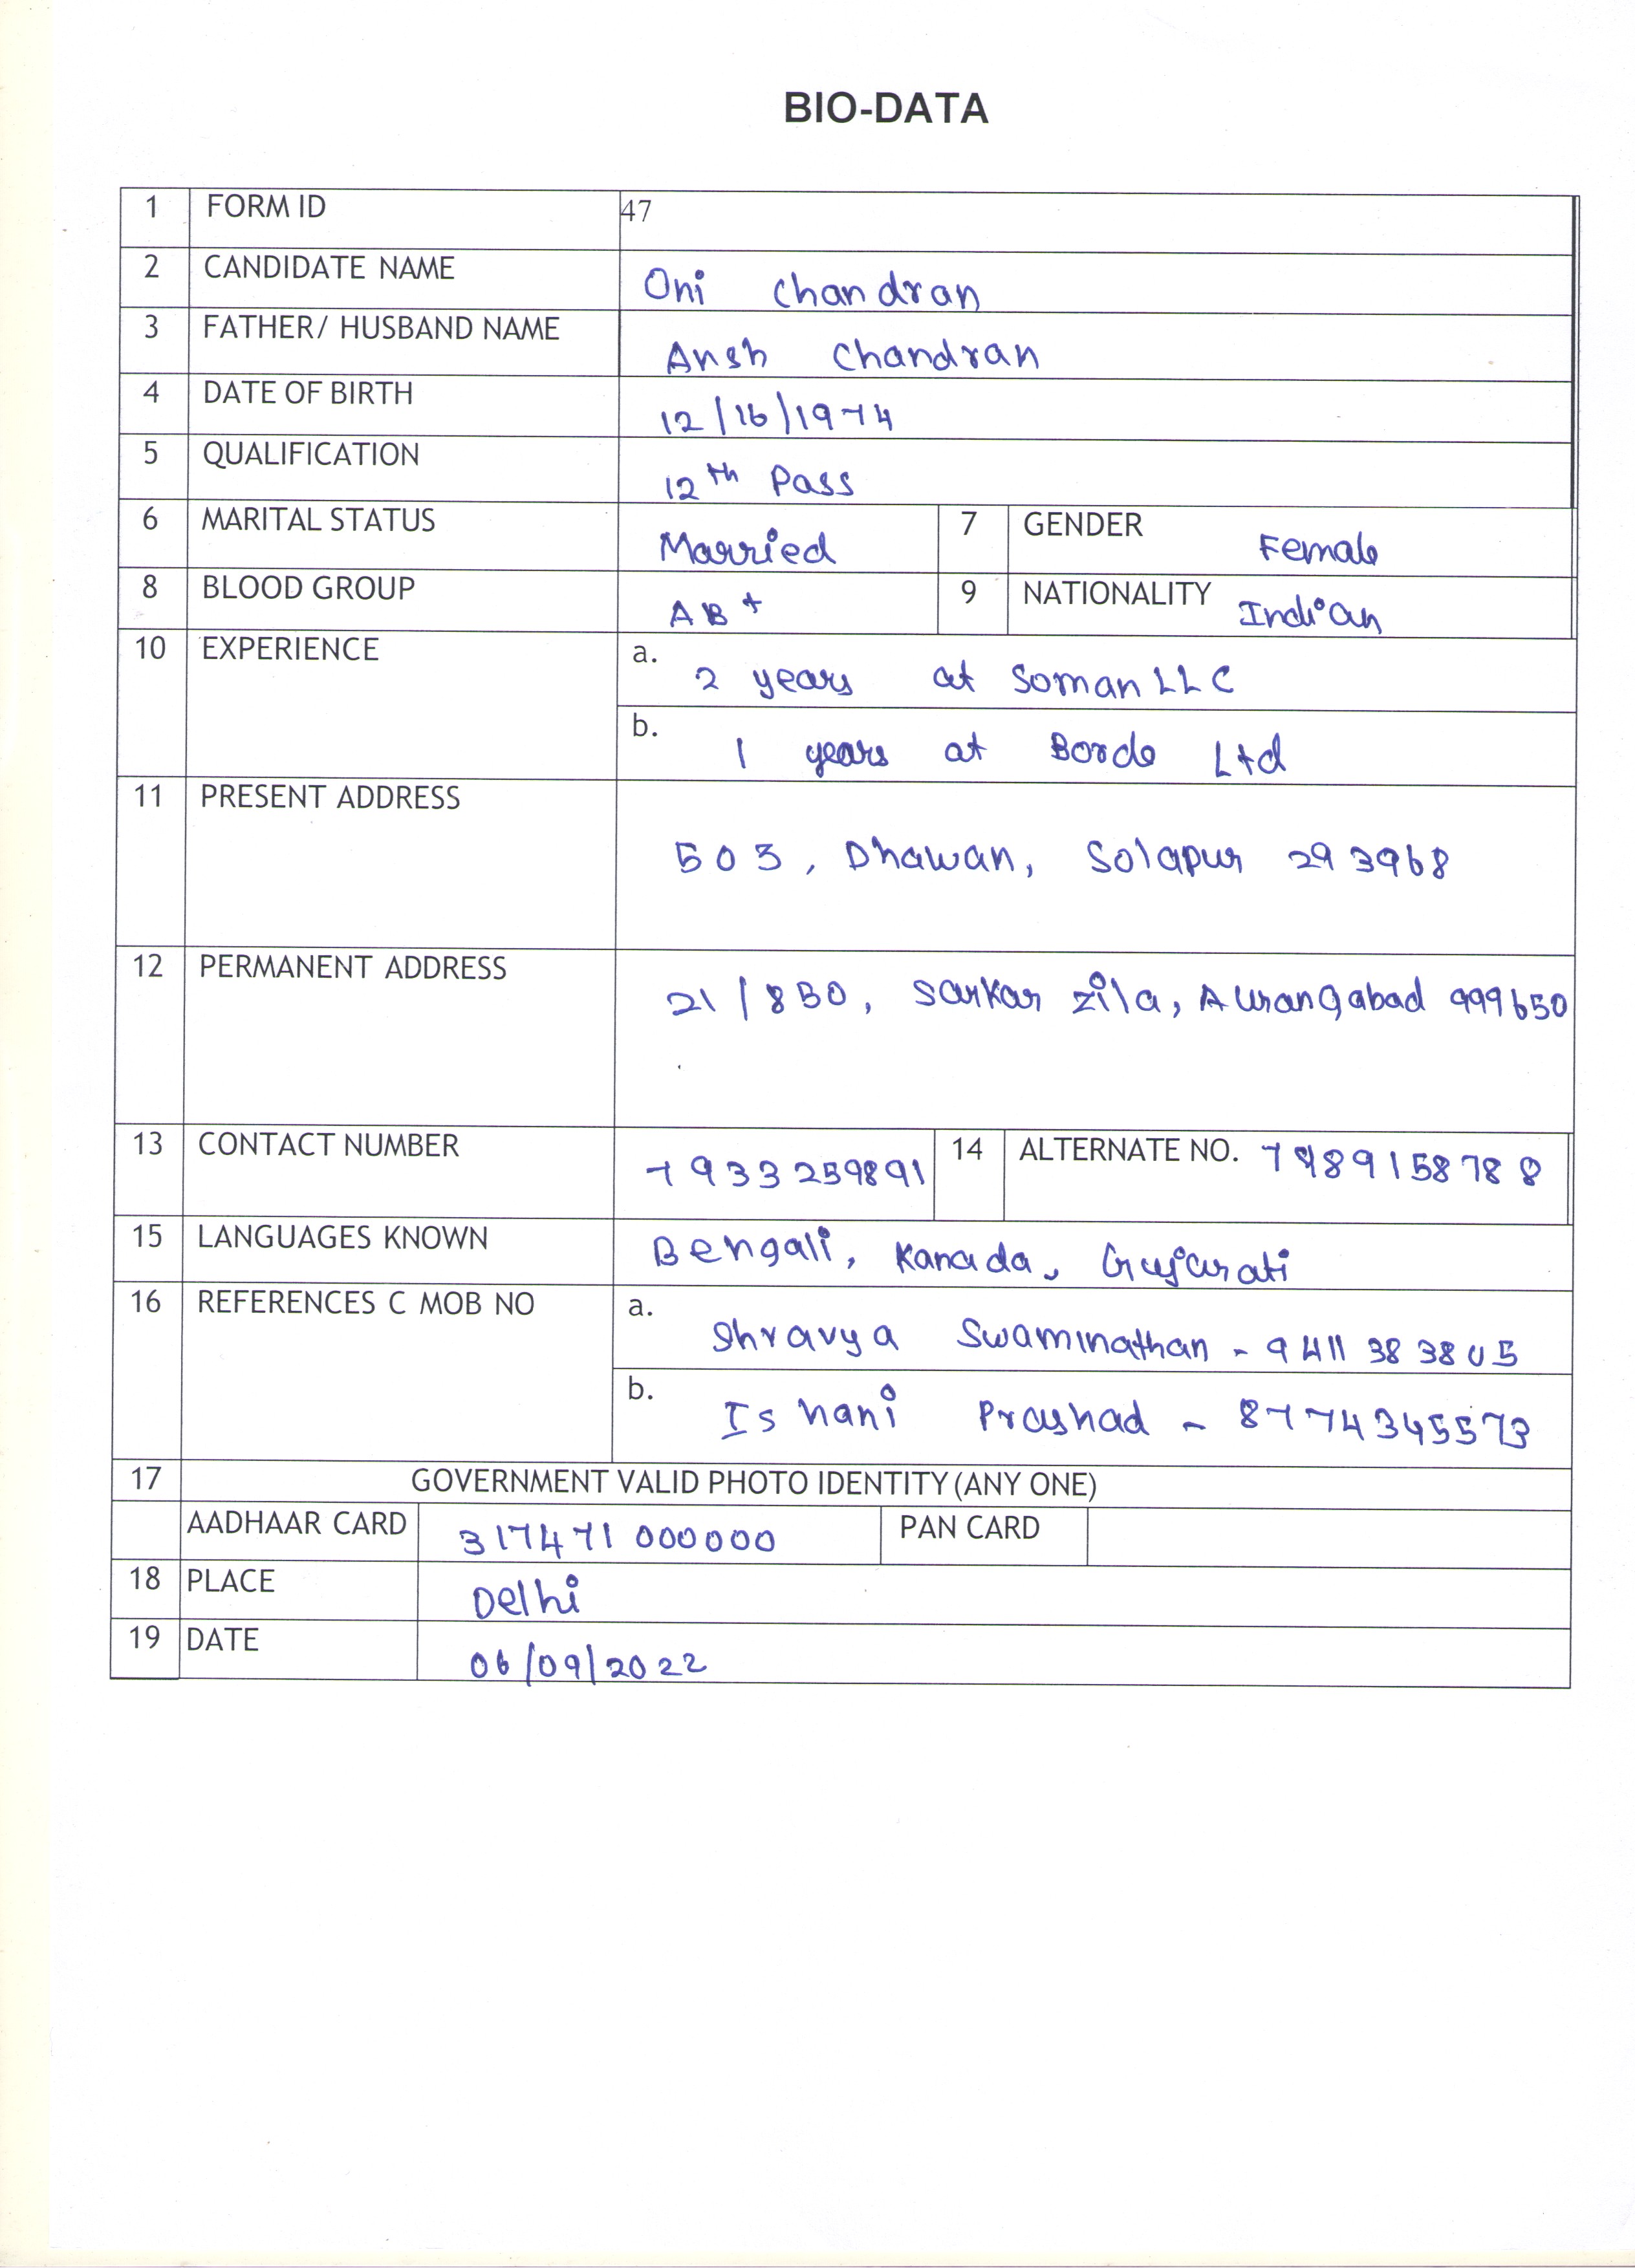 BIO-DATA
1 FORM ID 47
2 CANDIDATE NAME Oni Chandran
3 FATHER/ HUSBAND NAME Ansh Chandran
4 DATE OF BIRTH 12/16/1974
5 QUALIFICATION 12th Pass
6 MARITAL STATUS Married 7 GENDER Female
8 BLOOD GROUP AB+ 9 NATIONALITY Indian
10 EXPERIENCE a. 2 years at Soman LLC
b. 1 years at Borde Ltd
11 PRESENT ADDRESS 503, Dhawan, Solapur 293968
12 PERMANENT ADDRESS 21/830, Sarkar Zila, Aurangabad 999650
13 CONTACT NUMBER 7933259891 14 ALTERNATE NO.
15 LANGUAGES KNOWN Bengali, Kanada, Gujarati
16 REFERENCES C MOB NO a. Shravya Swaminathan - 9411383805
b. Ishani Prashad - 8774345573
17 GOVERNMENT VALID PHOTO IDENTITY (ANY ONE)
AADHAAR CARD 317471000000 PAN CARD
18 PLACE Delhi
19 DATE 06/09/2022